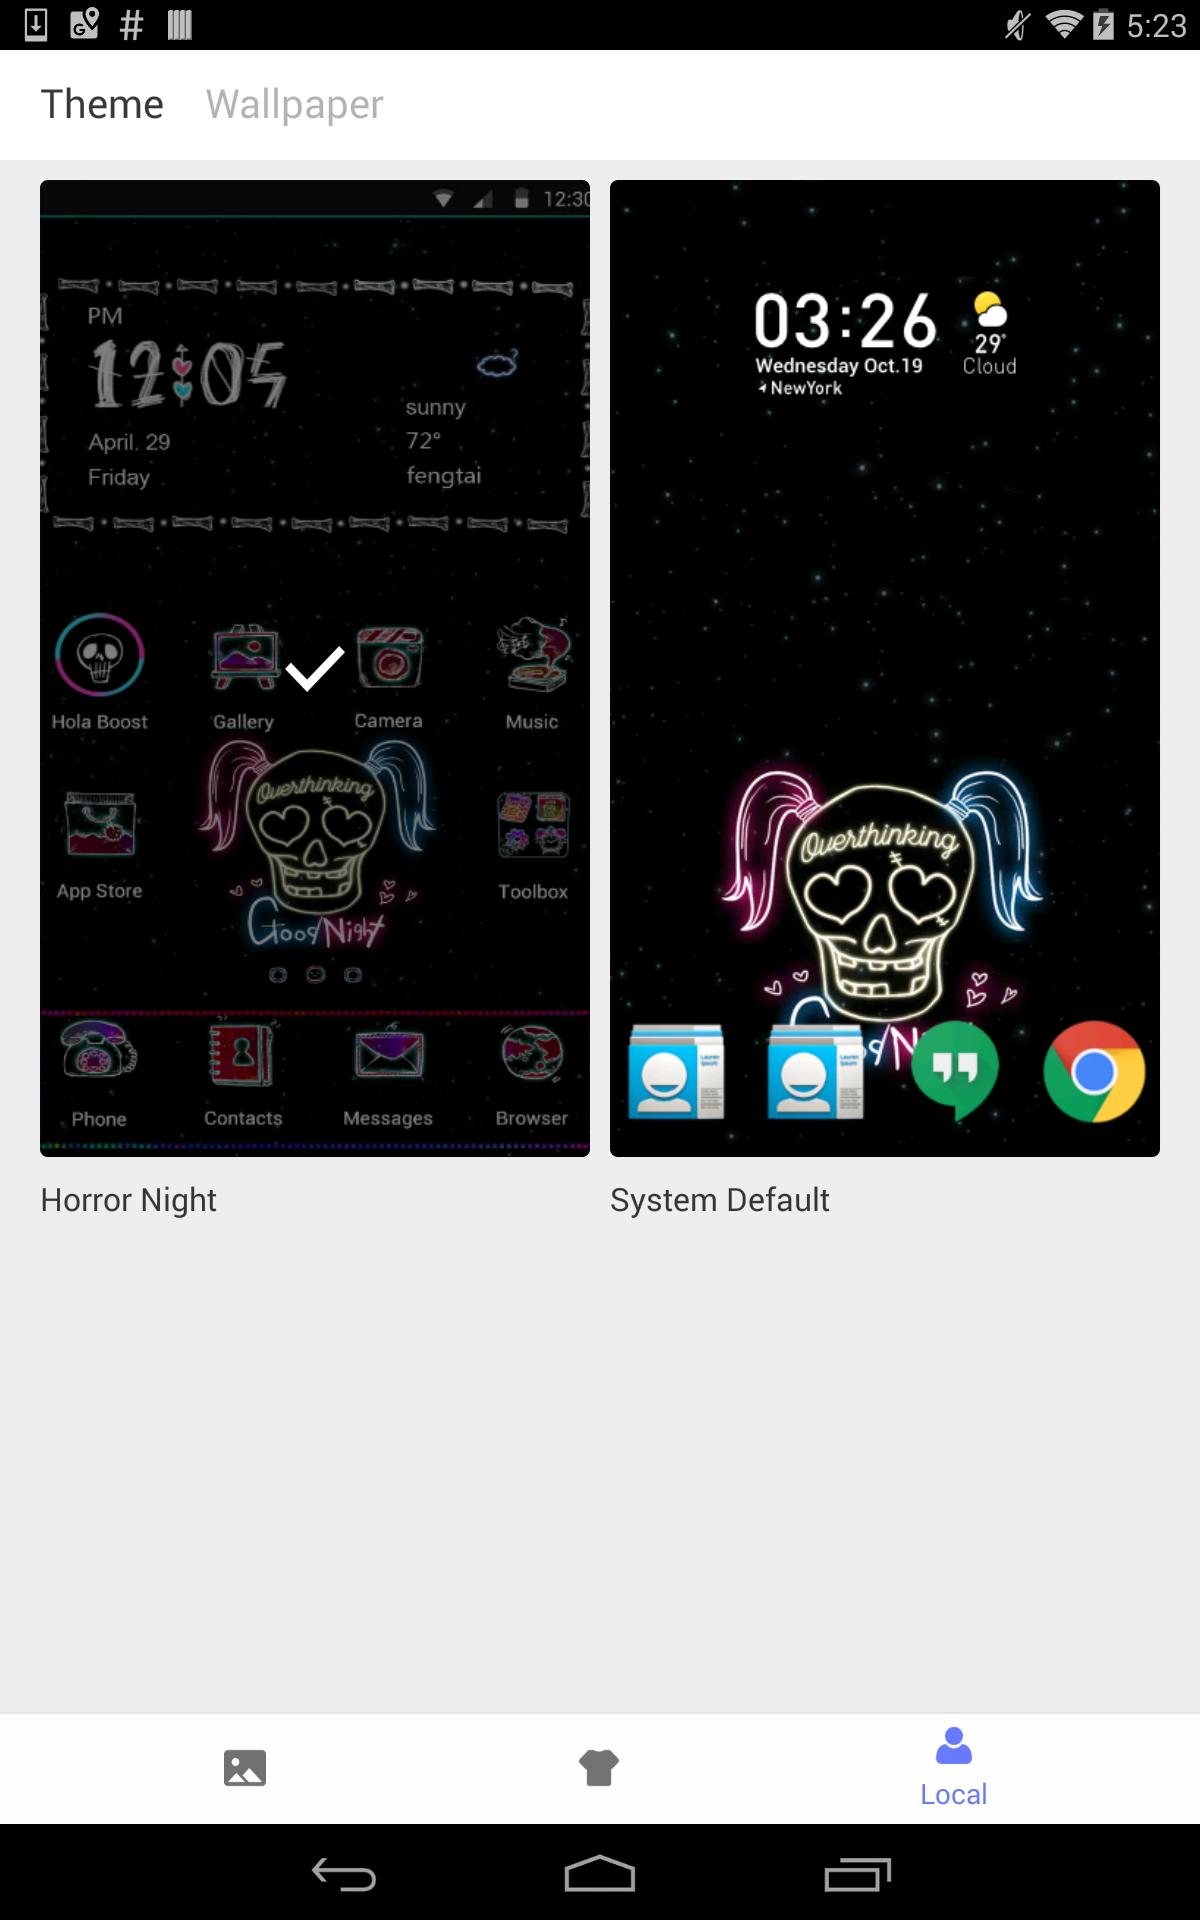 5:23
Theme
Wallpaper
12:30
PM
12:05
sunny
April. 29
72°
Friday
fengtai
Hola Boost
Gallery
Camera
Music
Overthinking
App Store
Toolbox
Good Night
Phone
Contacts
Messages
Browser
Horror Night
03:26
29°
Wednesday Oct.19
Cloud
NewYork
Overthinking
System Default
Local